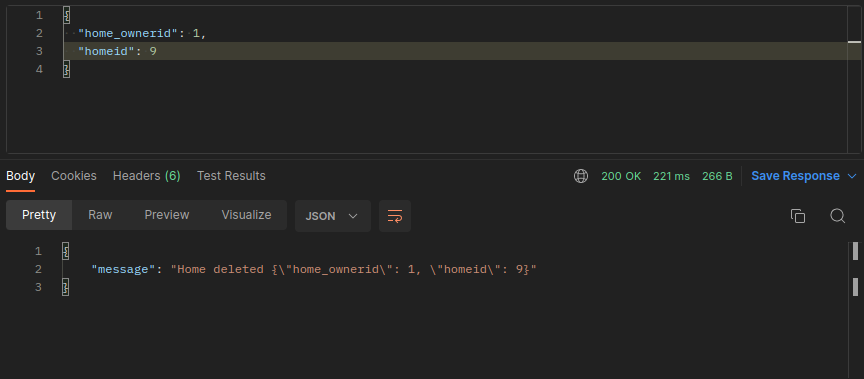 1 {
2 "home_ownerid": 1,
3 "homeid": 9
4 }
Body Cookies Headers (6) Test Results 200 OK 221 ms 266 B Save Response
Pretty Raw Preview Visualize JSON
1 {
2 "message": "Home deleted {\"home_ownerid\": 1, \"homeid\": 9}"
3 }